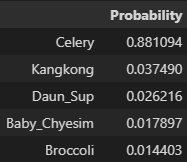 Probability
Celery 0.881094
Kangkong 0.037490
Daun_Sup 0.026216
Baby_Chyesim 0.017897
Broccoli 0.014403